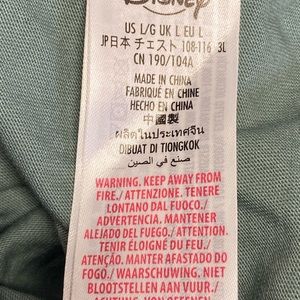 Disney
US L/G UK L EU L
JP日本 チェスト 108-116 3L
CN 190/104A
MADE IN CHINA
FABRIQUÉ EN CHINE
HECHO EN CHINA
中國製
ผลิตในประเทศจีน
DIBUAT DI TIONGKOK
صنع في الصين
WARNING. KEEP AWAY FROM
FIRE./ ATTENZIONE. TENERE
LONTANO DAL FUOCO./
ADVERTENCIA. MANTENER
ALEJADO DEL FUEGO./ ATTENTION.
TENIR ÉLOIGNÉ DU FEU./
ATENÇÃO. MANTER AFASTADO DO
FOGO./ WAARSCHUWING. NIET
BLOOTSTELLEN AAN VUUR./
ACHTUNG. VON OFFENEN